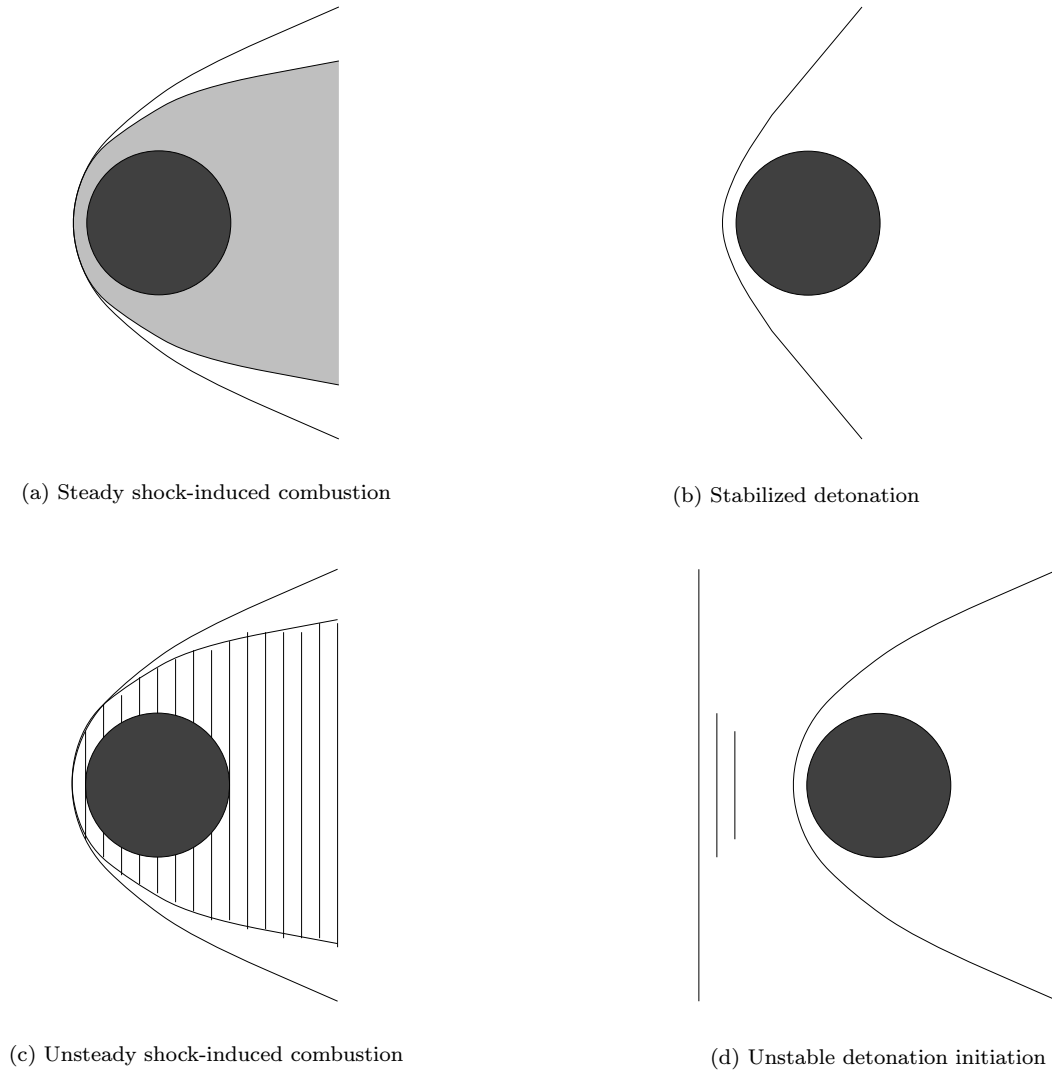 (a) Steady shock-induced combustion
(b) Stabilized detonation
(c) Unsteady shock-induced combustion
(d) Unstable detonation initiation